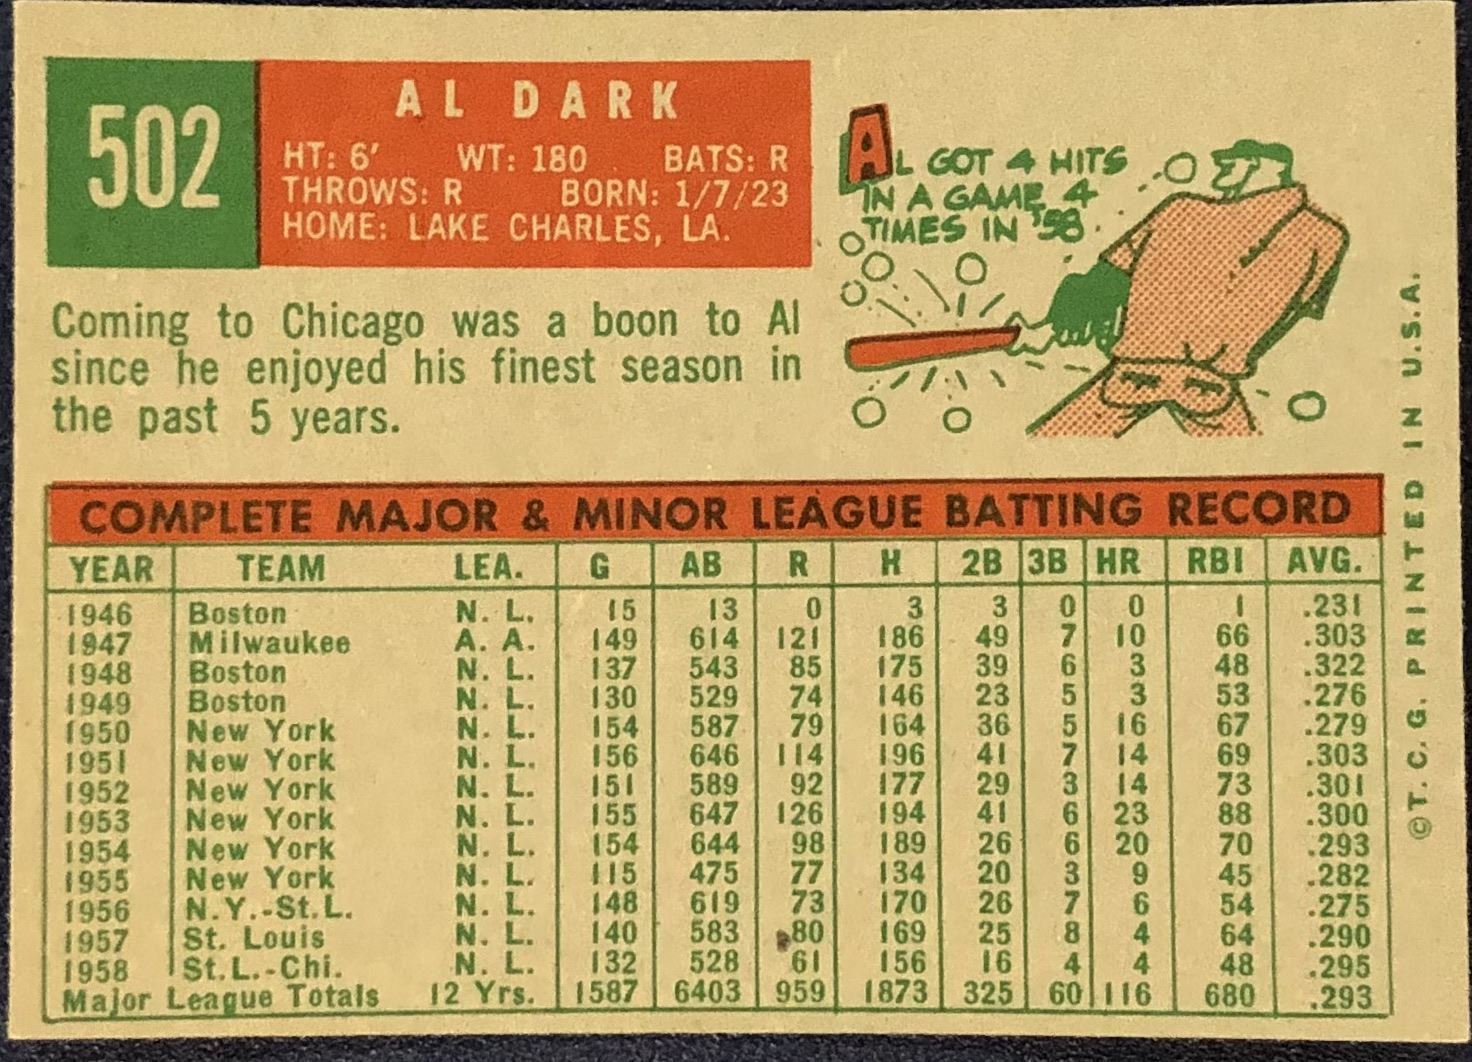 502
AL DARK
HT: 6' WT: 180 BATS: R
THROWS: R BORN: 1/7/23
HOME: LAKE CHARLES, LA.
AL GOT 4 HITS
IN A GAME 4
TIMES IN '58
Coming to Chicago was a boon to Al
since he enjoyed his finest season in
the past 5 years.
COMPLETE MAJOR & MINOR LEAGUE BATTING RECORD
YEAR TEAM LEA. G AB R H 2B 3B HR RBI AVG.
1946 Boston N. L. 15 13 0 3 3 0 0 1 .231
1947 Milwaukee A. A. 149 614 121 186 49 7 10 66 .303
1948 Boston N. L. 137 543 85 175 39 6 3 48 .322
1949 Boston N. L. 130 529 74 146 23 5 3 53 .276
1950 New York N. L. 154 587 79 164 36 5 16 67 .279
1951 New York N. L. 156 646 114 196 41 7 14 69 .303
1952 New York N. L. 151 589 92 177 29 3 14 73 .301
1953 New York N. L. 155 647 126 194 41 6 23 88 .300
1954 New York N. L. 154 644 98 189 26 6 20 70 .293
1955 New York N. L. 115 475 77 134 20 3 9 45 .282
1956 N.Y.-St.L. N. L. 148 619 73 170 26 7 6 54 .275
1957 St. Louis N. L. 140 583 80 169 25 8 4 64 .290
1958 St.L.-Chi. N. L. 132 528 61 156 16 4 4 48 .295
Major League Totals 12 Yrs. 1587 6403 959 1873 325 60 116 680 .293
©T.C.G. PRINTED IN U.S.A.